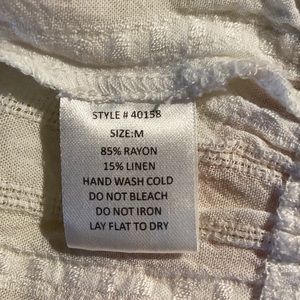 STYLE # 40158
SIZE:M
85% RAYON
15% LINEN
HAND WASH COLD
DO NOT BLEACH
DO NOT IRON
LAY FLAT TO DRY